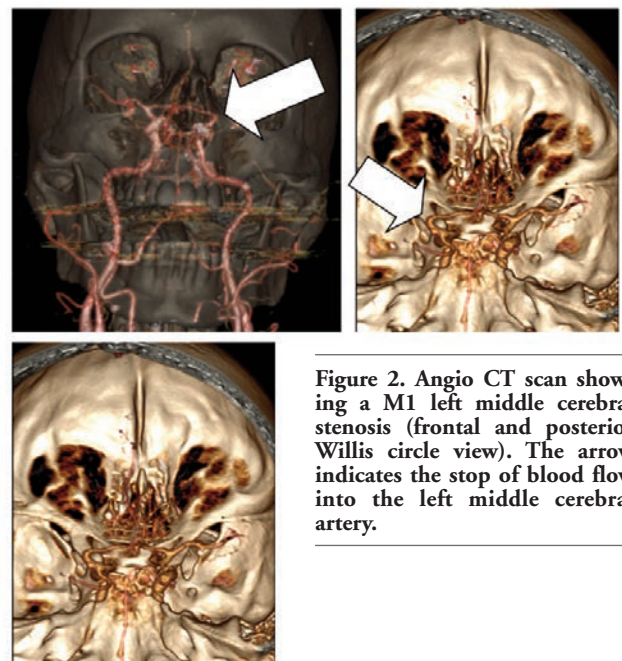 Figure 2. Angio CT scan show
ing a M1 left middle cerebra
stenosis (frontal and posterio
Willis circle view). The arrow
indicates the stop of blood flow
into the left middle cerebra
artery.